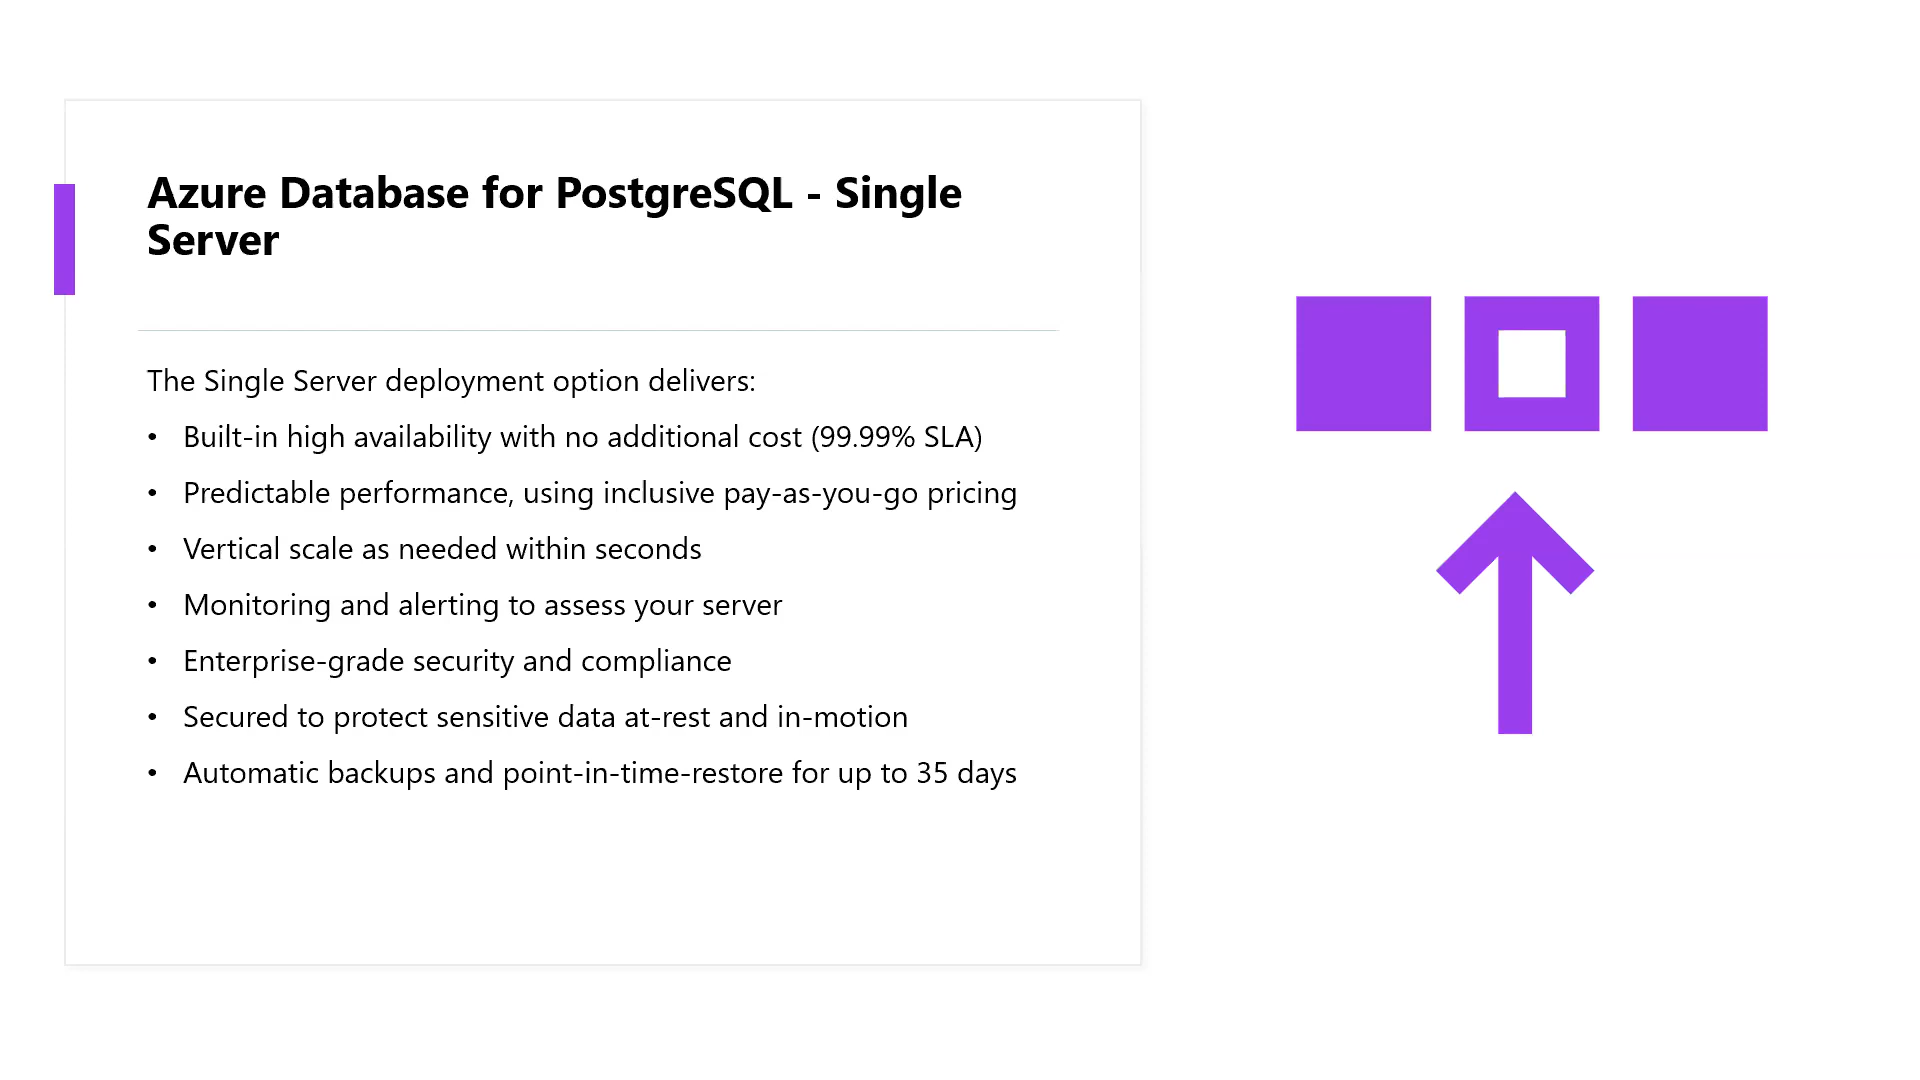 Azure Database for PostgreSQL - Single
Server
The Single Server deployment option delivers:
• Built-in high availability with no additional cost (99.99% SLA)
• Predictable performance, using inclusive pay-as-you-go pricing
• Vertical scale as needed within seconds
• Monitoring and alerting to assess your server
• Enterprise-grade security and compliance
• Secured to protect sensitive data at-rest and in-motion
• Automatic backups and point-in-time-restore for up to 35 days